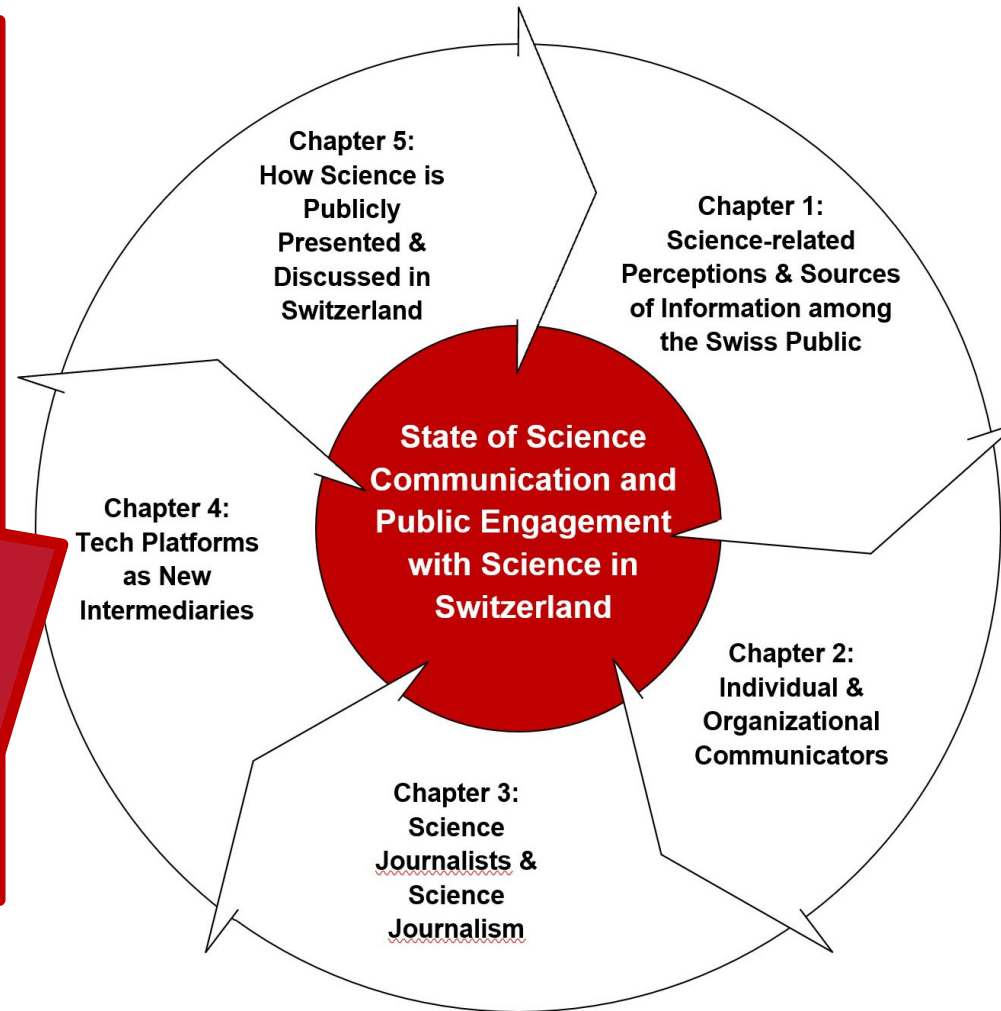 State of Science
Communication and
Public Engagement
with Science in
Switzerland
Chapter 1:
Science-related
Perceptions & Sources
of Information among
the Swiss Public
Chapter 2:
Individual &
Organizational
Communicators
Chapter 3:
Science
Journalists &
Science
Journalism
Chapter 4:
Tech Platforms
as New
Intermediaries
Chapter 5:
How Science is
Publicly
Presented &
Discussed in
Switzerland